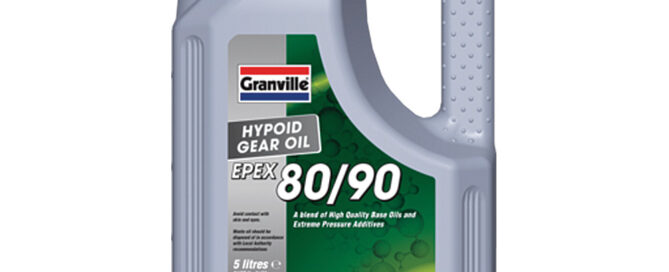 Granville
HYPOID
GEAR OIL
EPEX 80/90
A blend of High Quality Base Oils and
Extreme Pressure Additives
Avoid contact with
skin and eyes.
Waste oil should be
disposed of in accordance
with Local Authority
recommendations.
5 litres e